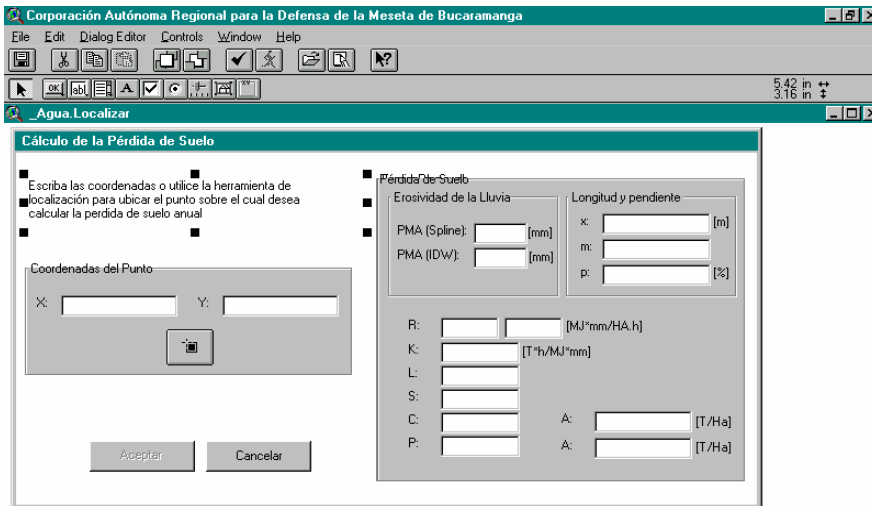 Corporación Autónoma Regional para la Defensa de la Meseta de Bucaramanga
File Edit Dialog Editor Controls Window Help
OK ab| A XY
5.42 in
3.16 in
_Agua.Localizar
Cálculo de la Pérdida de Suelo
Escriba las coordenadas o utilice la herramienta de
localización para ubicar el punto sobre el cual desea
calcular la perdida de suelo anual
Coordenadas del Punto
X: Y:
Aceptar Cancelar
Pérdida de Suelo
Erosividad de la Lluvia
PMA (Spline): [mm]
PMA (IDW): [mm]
Longitud y pendiente
x: [m]
m:
p: [%]
R: [MJ*mm/HA.h]
K: [T*h/MJ*mm]
L:
S:
C: A: [T/Ha]
P: A: [T/Ha]